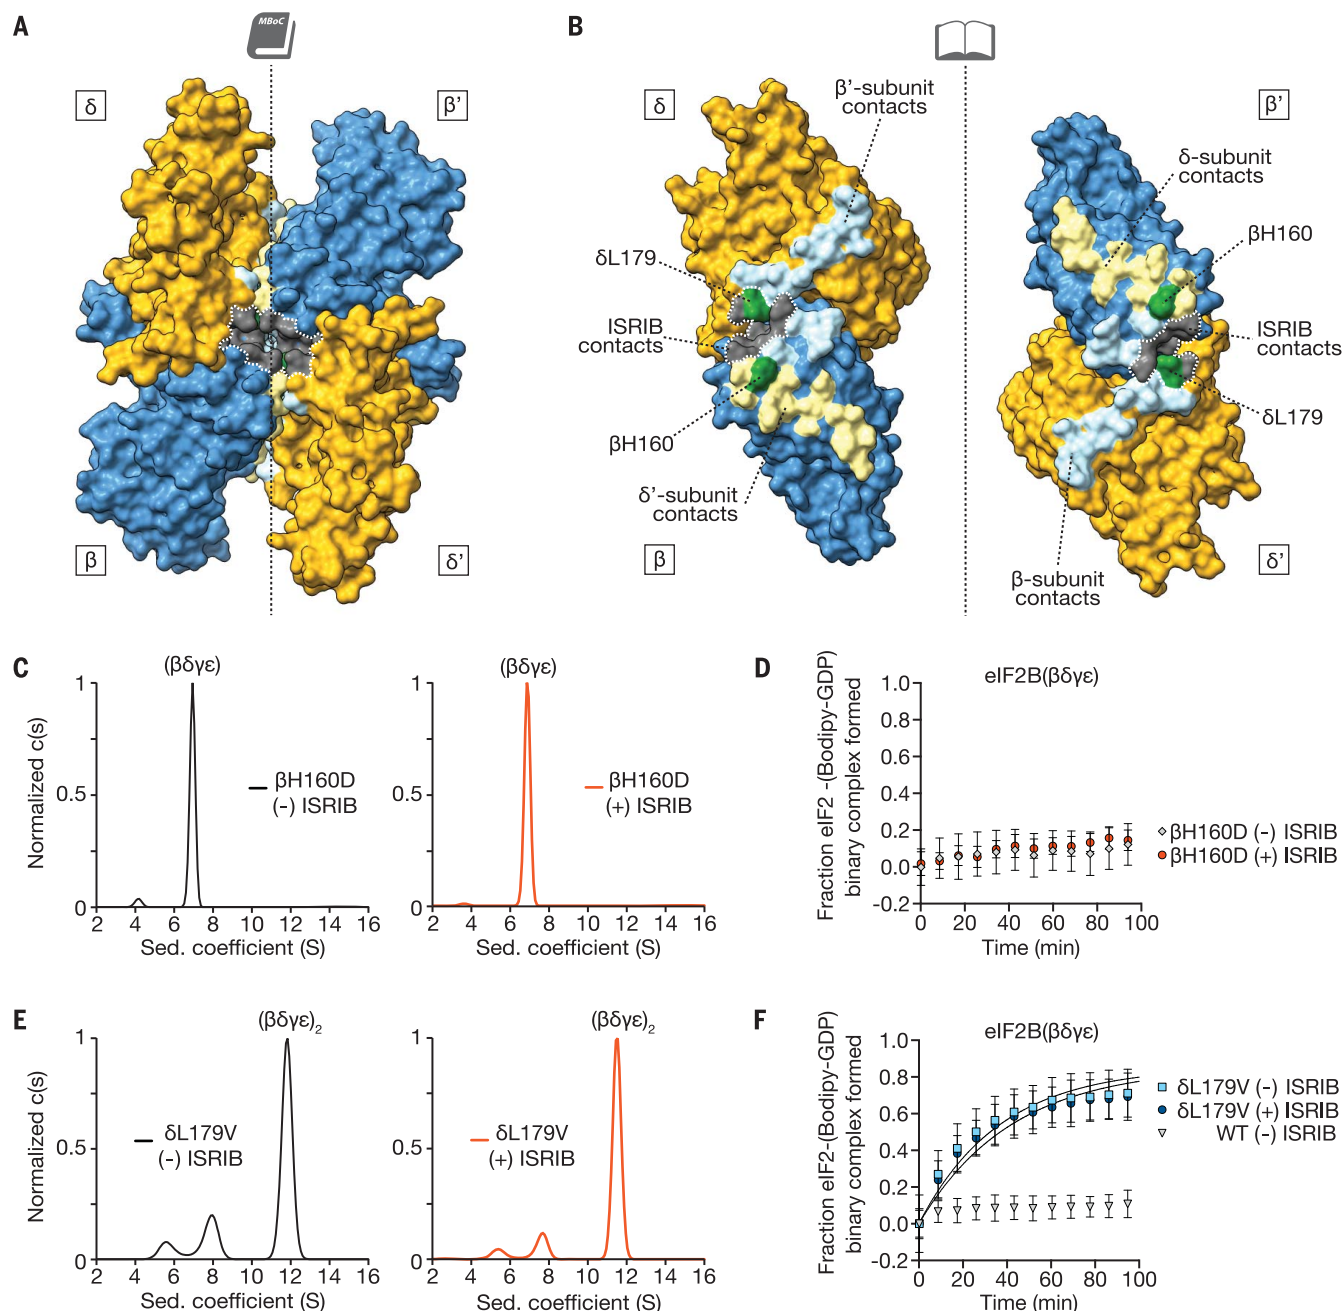 A
MBoC
B
δ
β'
δ
β'-subunit
contacts
β'
δ-subunit
contacts
βH160
δL179
ISRIB
contacts
ISRIB
contacts
βH160
δL179
δ'-subunit
contacts
β
δ'
β
β-subunit
contacts
δ'
C
(βδγε)
Normalized c(s)
1
0.5
0
βH160D
(-) ISRIB
2 4 6 8 10 12 14 16
Sed. coefficient (S)
(βδγε)
1
0.5
0
βH160D
(+) ISRIB
2 4 6 8 10 12 14 16
Sed. coefficient (S)
D
eIF2B(βδγε)
Fraction eIF2 -(Bodipy-GDP)
binary complex formed
1.0
0.8
0.6
0.4
0.2
0.0
-0.2
0 20 40 60 80 100
Time (min)
βH160D (-) ISRIB
βH160D (+) ISRIB
E
(βδγε)₂
Normalized c(s)
1
0.5
0
δL179V
(-) ISRIB
2 4 6 8 10 12 14 16
Sed. coefficient (S)
(βδγε)₂
1
0.5
0
δL179V
(+) ISRIB
2 4 6 8 10 12 14 16
Sed. coefficient (S)
F
eIF2B(βδγε)
Fraction eIF2-(Bodipy-GDP)
binary complex formed
1.0
0.8
0.6
0.4
0.2
0.0
-0.2
0 20 40 60 80 100
Time (min)
δL179V (-) ISRIB
δL179V (+) ISRIB
WT (-) ISRIB